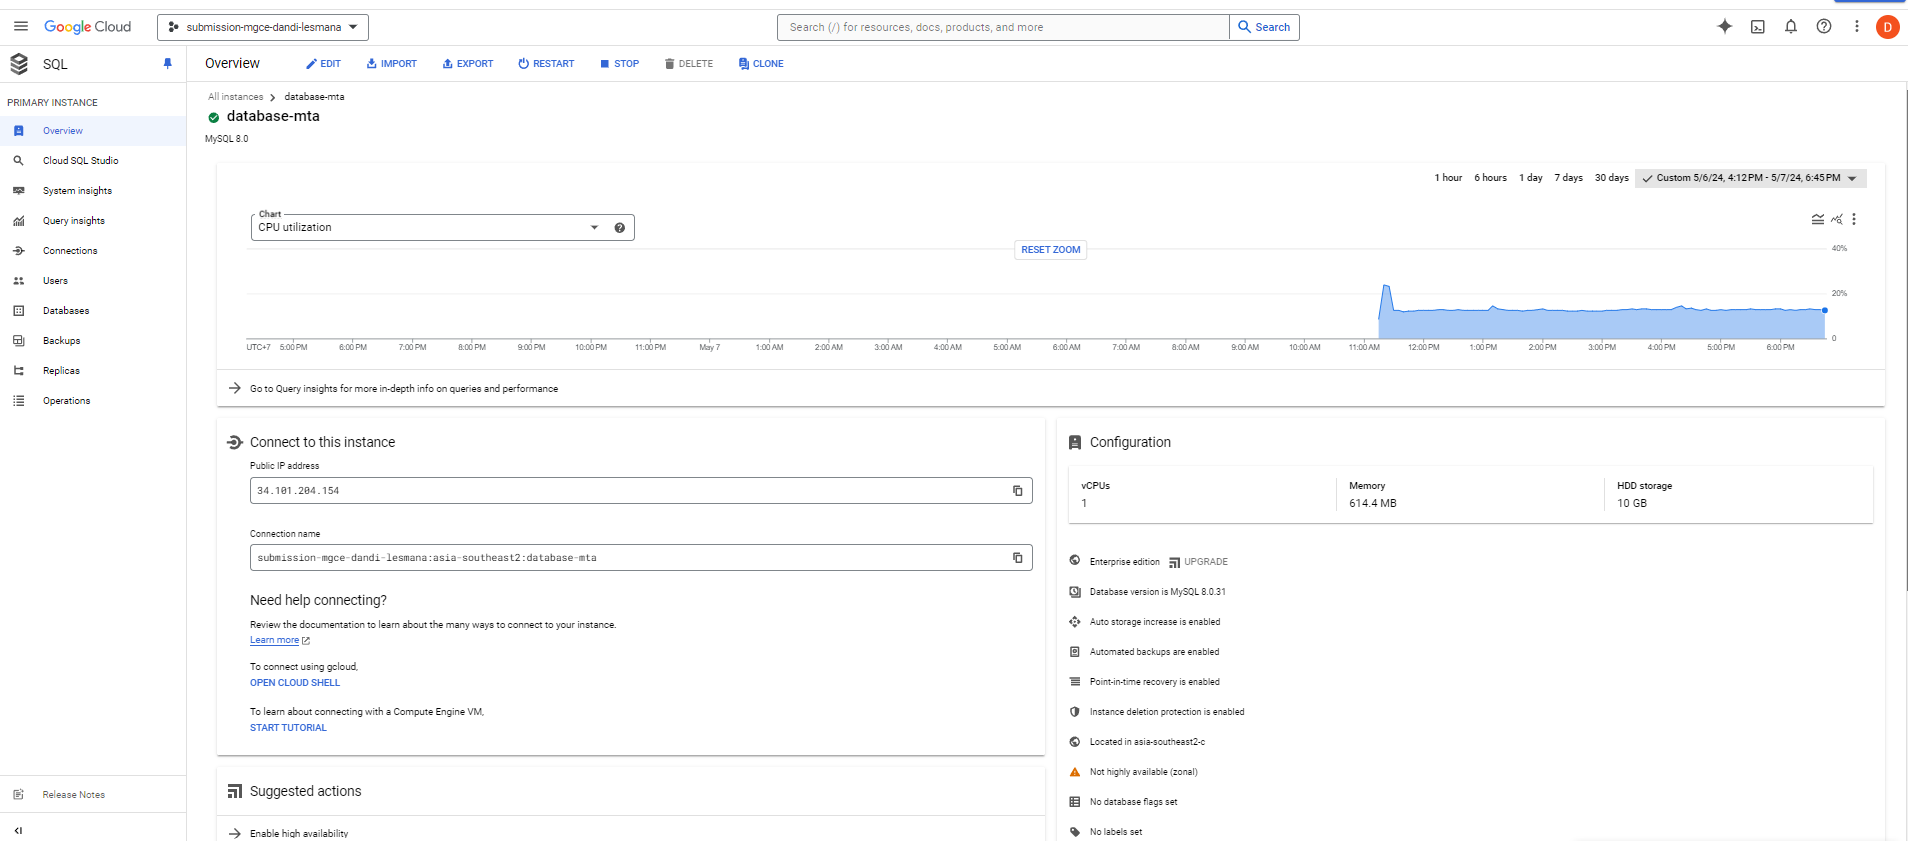 Google Cloud
submission-mgce-dandi-lesmana
Search (/) for resources, docs, products, and more
Search
D
SQL
Overview
EDIT
IMPORT
EXPORT
RESTART
STOP
DELETE
CLONE
PRIMARY INSTANCE
Overview
Cloud SQL Studio
System insights
Query insights
Connections
Users
Databases
Backups
Replicas
Operations
Release Notes
All instances
database-mta
database-mta
MySQL 8.0
1 hour
6 hours
1 day
7 days
30 days
Custom 5/6/24, 4:12 PM - 5/7/24, 6:45 PM
Chart
CPU utilization
RESET ZOOM
40%
20%
0
UTC+7
5:00 PM
6:00 PM
7:00 PM
8:00 PM
9:00 PM
10:00 PM
11:00 PM
May 7
1:00 AM
2:00 AM
3:00 AM
4:00 AM
5:00 AM
6:00 AM
7:00 AM
8:00 AM
9:00 AM
10:00 AM
11:00 AM
12:00 PM
1:00 PM
2:00 PM
3:00 PM
4:00 PM
5:00 PM
6:00 PM
Go to Query insights for more in-depth info on queries and performance
Connect to this instance
Public IP address
34.101.204.154
Connection name
submission-mgce-dandi-lesmana:asia-southeast2:database-mta
Need help connecting?
Review the documentation to learn about the many ways to connect to your instance.
Learn more
To connect using gcloud,
OPEN CLOUD SHELL
To learn about connecting with a Compute Engine VM,
START TUTORIAL
Suggested actions
Enable high availability
Configuration
vCPUs
1
Memory
614.4 MB
HDD storage
10 GB
Enterprise edition
UPGRADE
Database version is MySQL 8.0.31
Auto storage increase is enabled
Automated backups are enabled
Point-in-time recovery is enabled
Instance deletion protection is enabled
Located in asia-southeast2-c
Not highly available (zonal)
No database flags set
No labels set